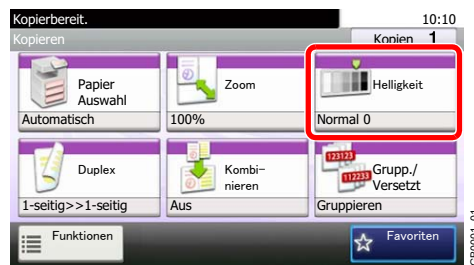 Kopierbereit. 10:10
Kopieren Kopien 1
Papier
Auswahl
Automatisch
Zoom
100%
Helligkeit
Normal 0
Duplex
1-seitig>>1-seitig
Kombi-
nieren
Aus
123123
112233
Grupp./
Versetzt
Gruppieren
Funktionen
Favoriten